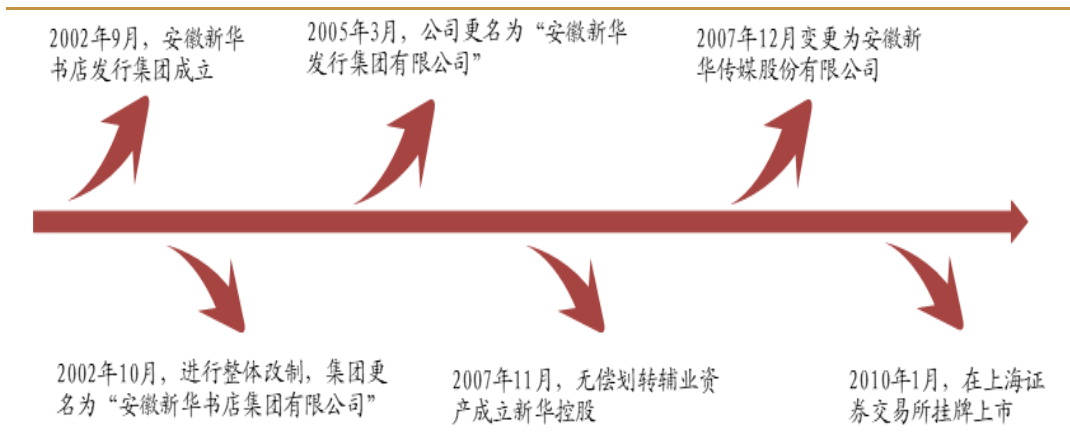 2002年9月，安徽新华
书店发行集团成立
2005年3月，公司更名为“安徽新华
发行集团有限公司”
2007年12月变更为安徽新
华传媒股份有限公司
2002年10月，进行整体改制，集团更
名为“安徽新华书店集团有限公司”
2007年11月，无偿划转辅业资
产成立新华控股
2010年1月，在上海证
券交易所挂牌上市